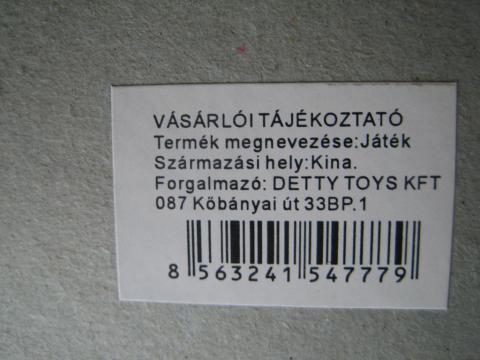 VÁSÁRLÓI TÁJÉKOZTATÓ
Termék megnevezése:Játék
Származási hely:Kina.
Forgalmazó: DETTY TOYS KFT
087 Kőbányai út 33BP.1
8 563241 547779